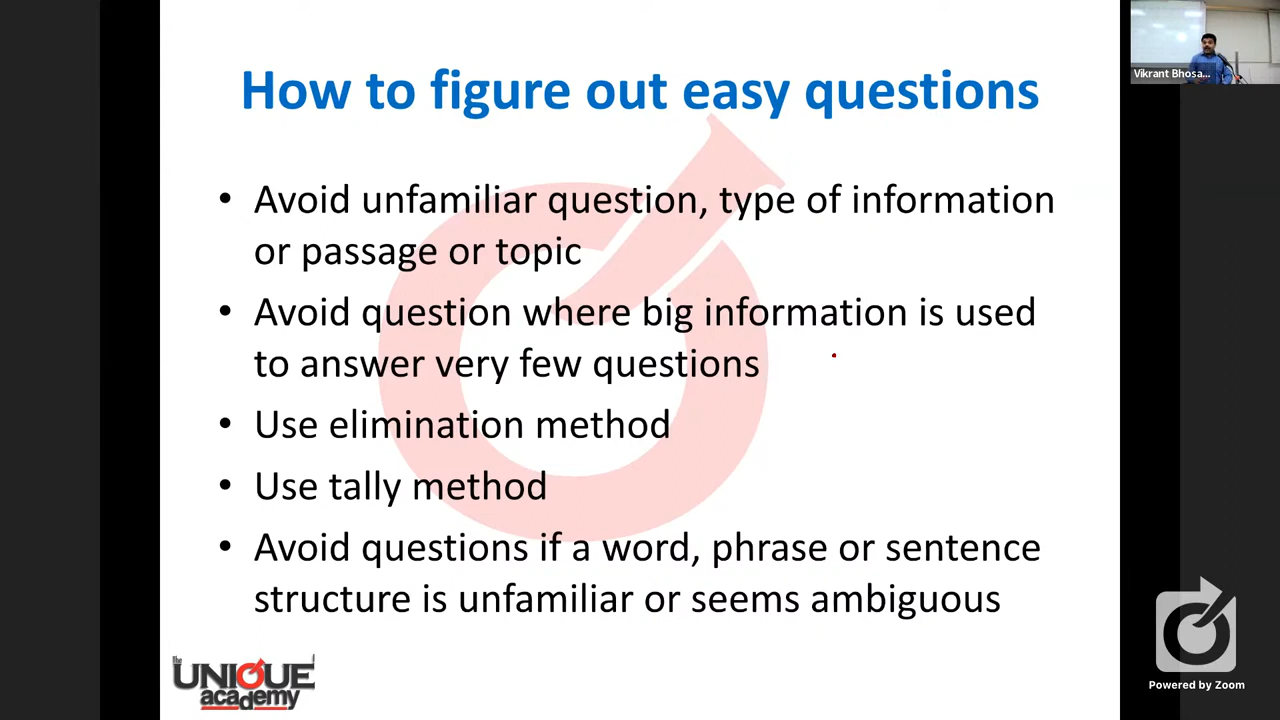 How to figure out easy questions
• Avoid unfamiliar question, type of information
or passage or topic
• Avoid question where big information is used
to answer very few questions
• Use elimination method
• Use tally method
• Avoid questions if a word, phrase or sentence
structure is unfamiliar or seems ambiguous
The
UNIQUE
academy
Vikrant Bhosa...
Powered by Zoom